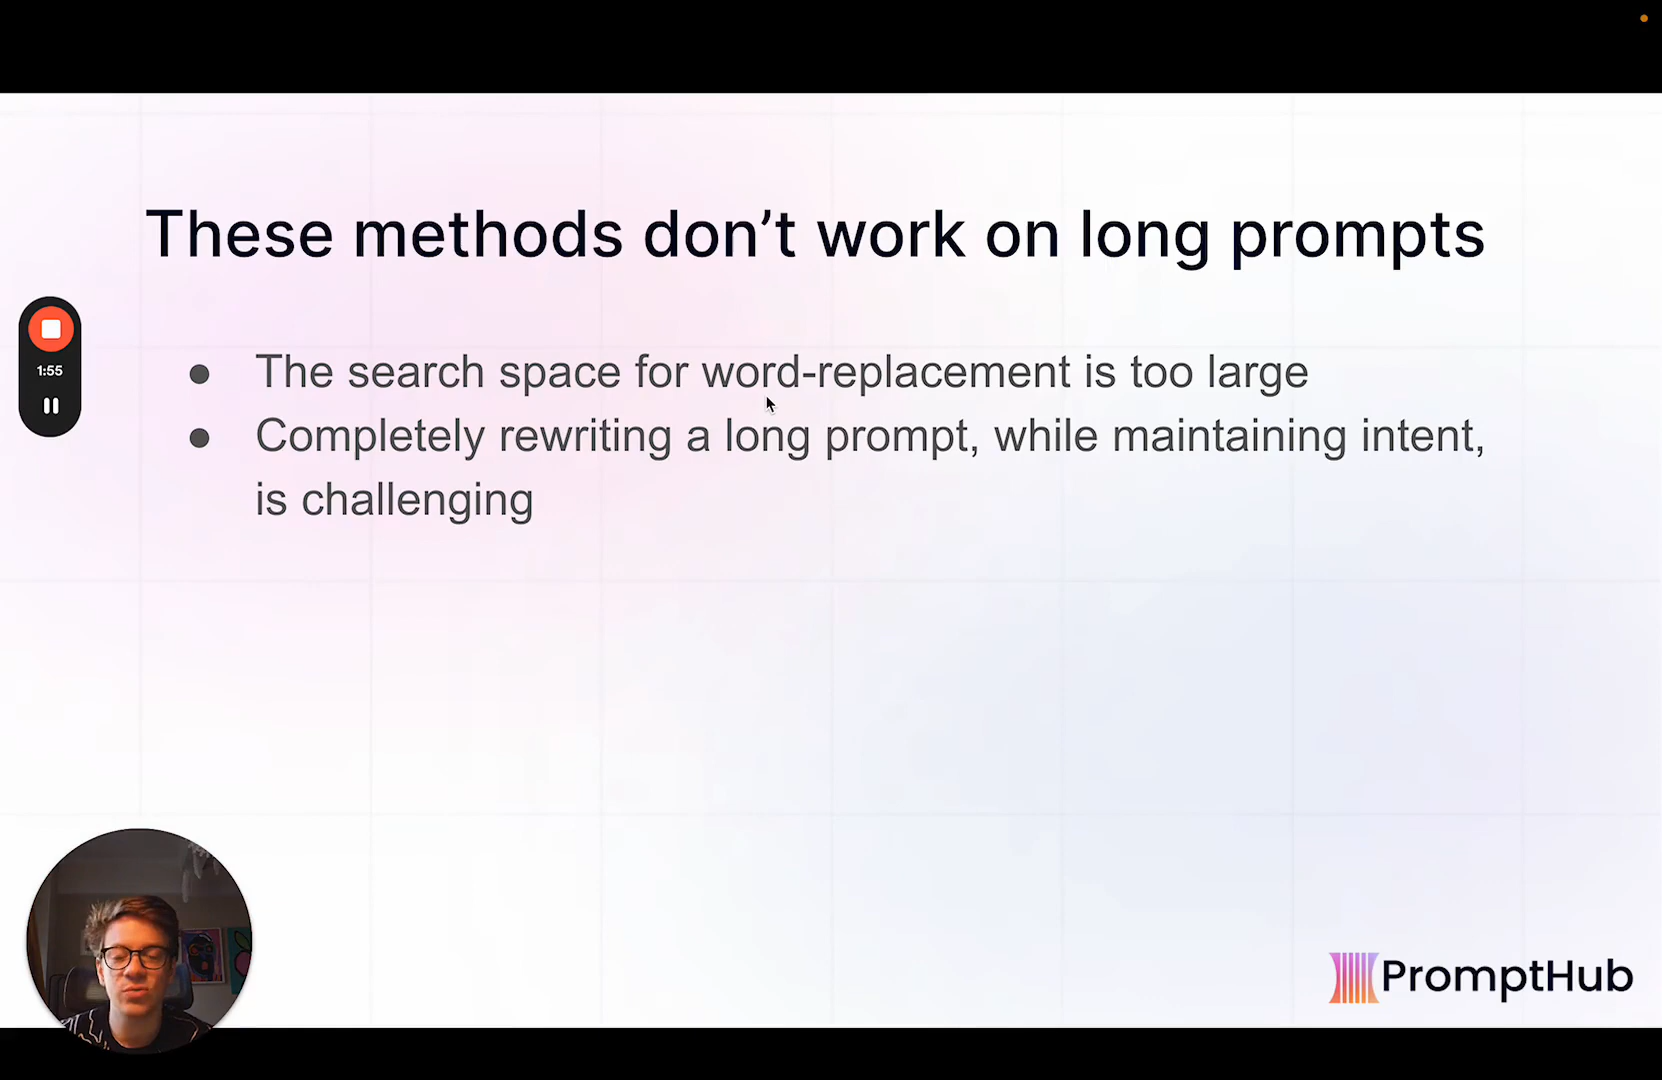 These methods don’t work on long prompts
1:55
● The search space for word-replacement is too large
● Completely rewriting a long prompt, while maintaining intent,
is challenging
PromptHub